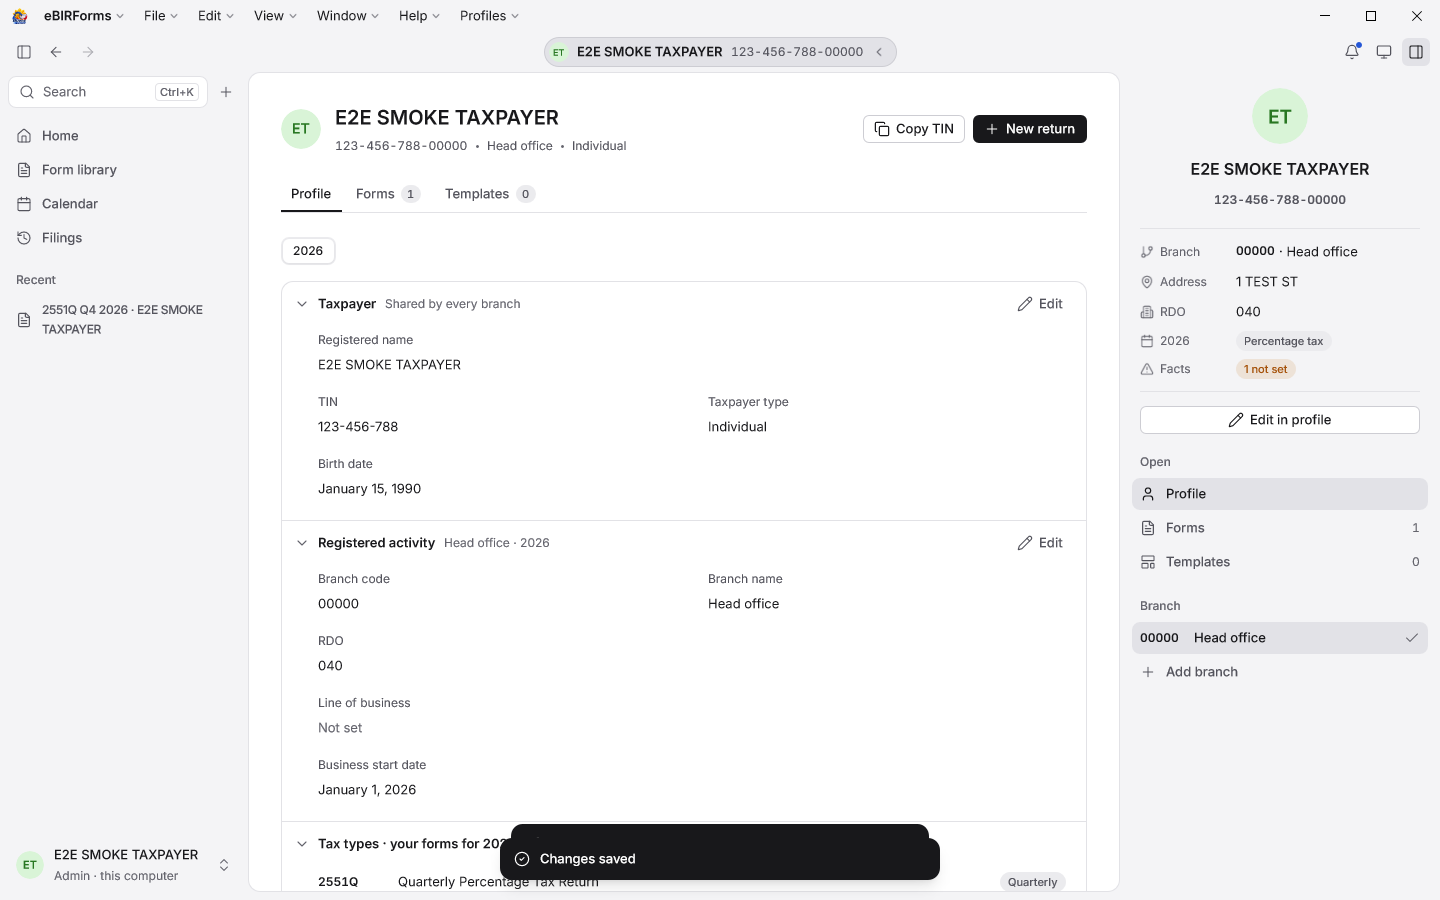 eBIRForms File Edit View Window Help Profiles
ET E2E SMOKE TAXPAYER 123-456-788-00000
Search Ctrl+K
Home
Form library
Calendar
Filings
Recent
2551Q Q4 2026 · E2E SMOKE
TAXPAYER
ET E2E SMOKE TAXPAYER
Admin · this computer
ET
E2E SMOKE TAXPAYER
123-456-788-00000 • Head office • Individual
Copy TIN
New return
Profile Forms 1 Templates 0
2026
Taxpayer Shared by every branch Edit
Registered name
E2E SMOKE TAXPAYER
TIN Taxpayer type
123-456-788 Individual
Birth date
January 15, 1990
Registered activity Head office · 2026 Edit
Branch code Branch name
00000 Head office
RDO
040
Line of business
Not set
Business start date
January 1, 2026
Tax types · your forms for 202
Changes saved
2551Q Quarterly Percentage Tax Return Quarterly
ET
E2E SMOKE TAXPAYER
123-456-788-00000
Branch 00000 · Head office
Address 1 TEST ST
RDO 040
2026 Percentage tax
Facts 1 not set
Edit in profile
Open
Profile
Forms 1
Templates 0
Branch
00000 Head office
Add branch